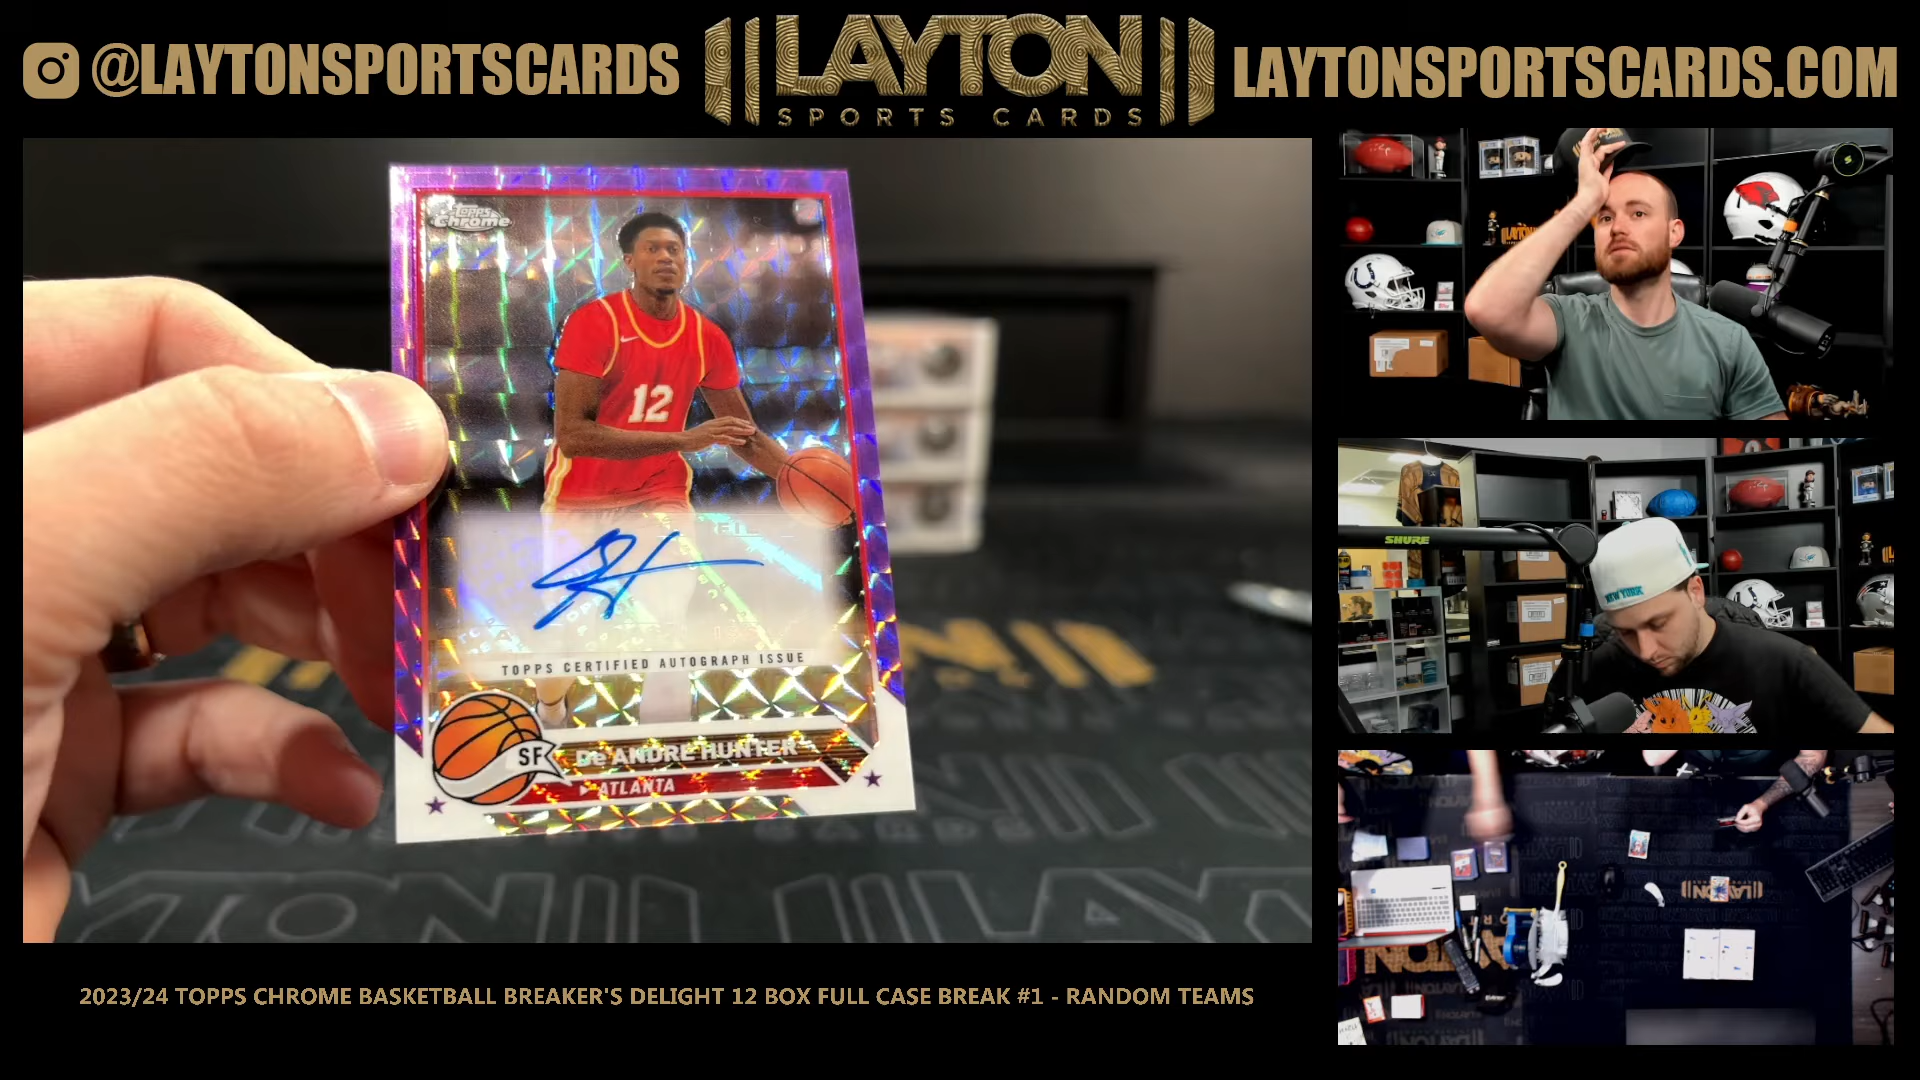 @LAYTONSPORTSCARDS
LAYTON
SPORTS CARDS
LAYTONSPORTSCARDS.COM
Topps
Chrome
12
TOPPS CERTIFIED AUTOGRAPH ISSUE
SF
De'ANDRE HUNTER
ATLANTA
SHURE
NEW YORK
LAYTON
2023/24 TOPPS CHROME BASKETBALL BREAKER'S DELIGHT 12 BOX FULL CASE BREAK #1 - RANDOM TEAMS